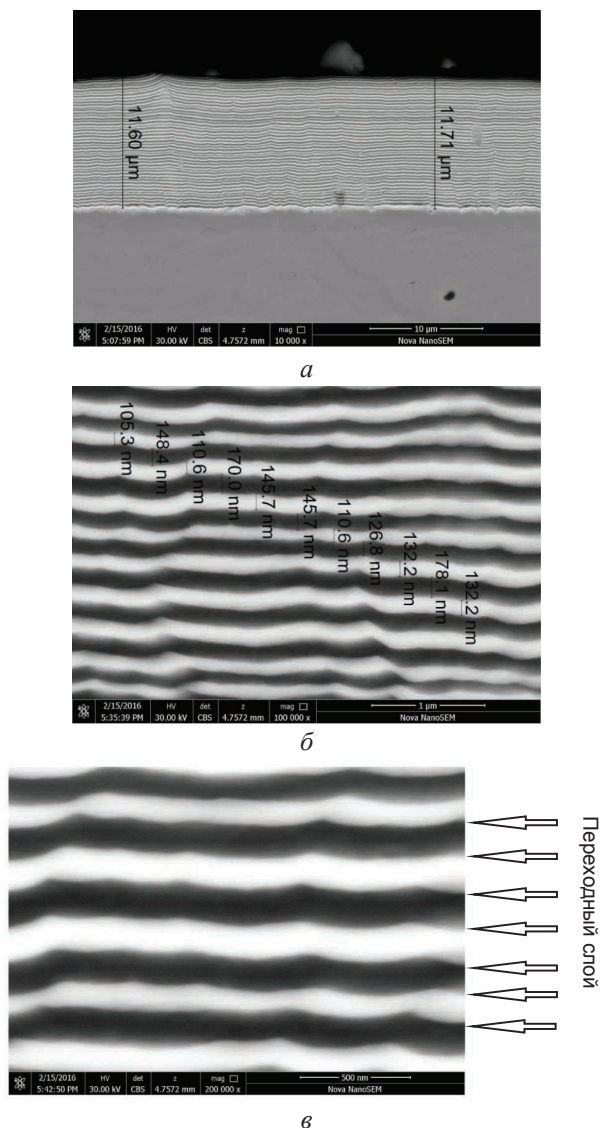 11.60 µm
11.71 µm
2/15/2016 HV det z mag □ 10 µm
5:07:59 PM 30.00 kV CBS 4.7572 mm 10 000 x Nova NanoSEM
а
105.3 nm
148.4 nm
110.6 nm
170.0 nm
145.7 nm
145.7 nm
110.6 nm
126.8 nm
132.2 nm
178.1 nm
132.2 nm
2/15/2016 HV det z mag □ 1 µm
5:35:39 PM 30.00 kV CBS 4.7572 mm 100 000 x Nova NanoSEM
б
Переходный слой
2/15/2016 HV det z mag □ 500 nm
5:42:50 PM 30.00 kV CBS 4.7572 mm 200 000 x Nova NanoSEM
в